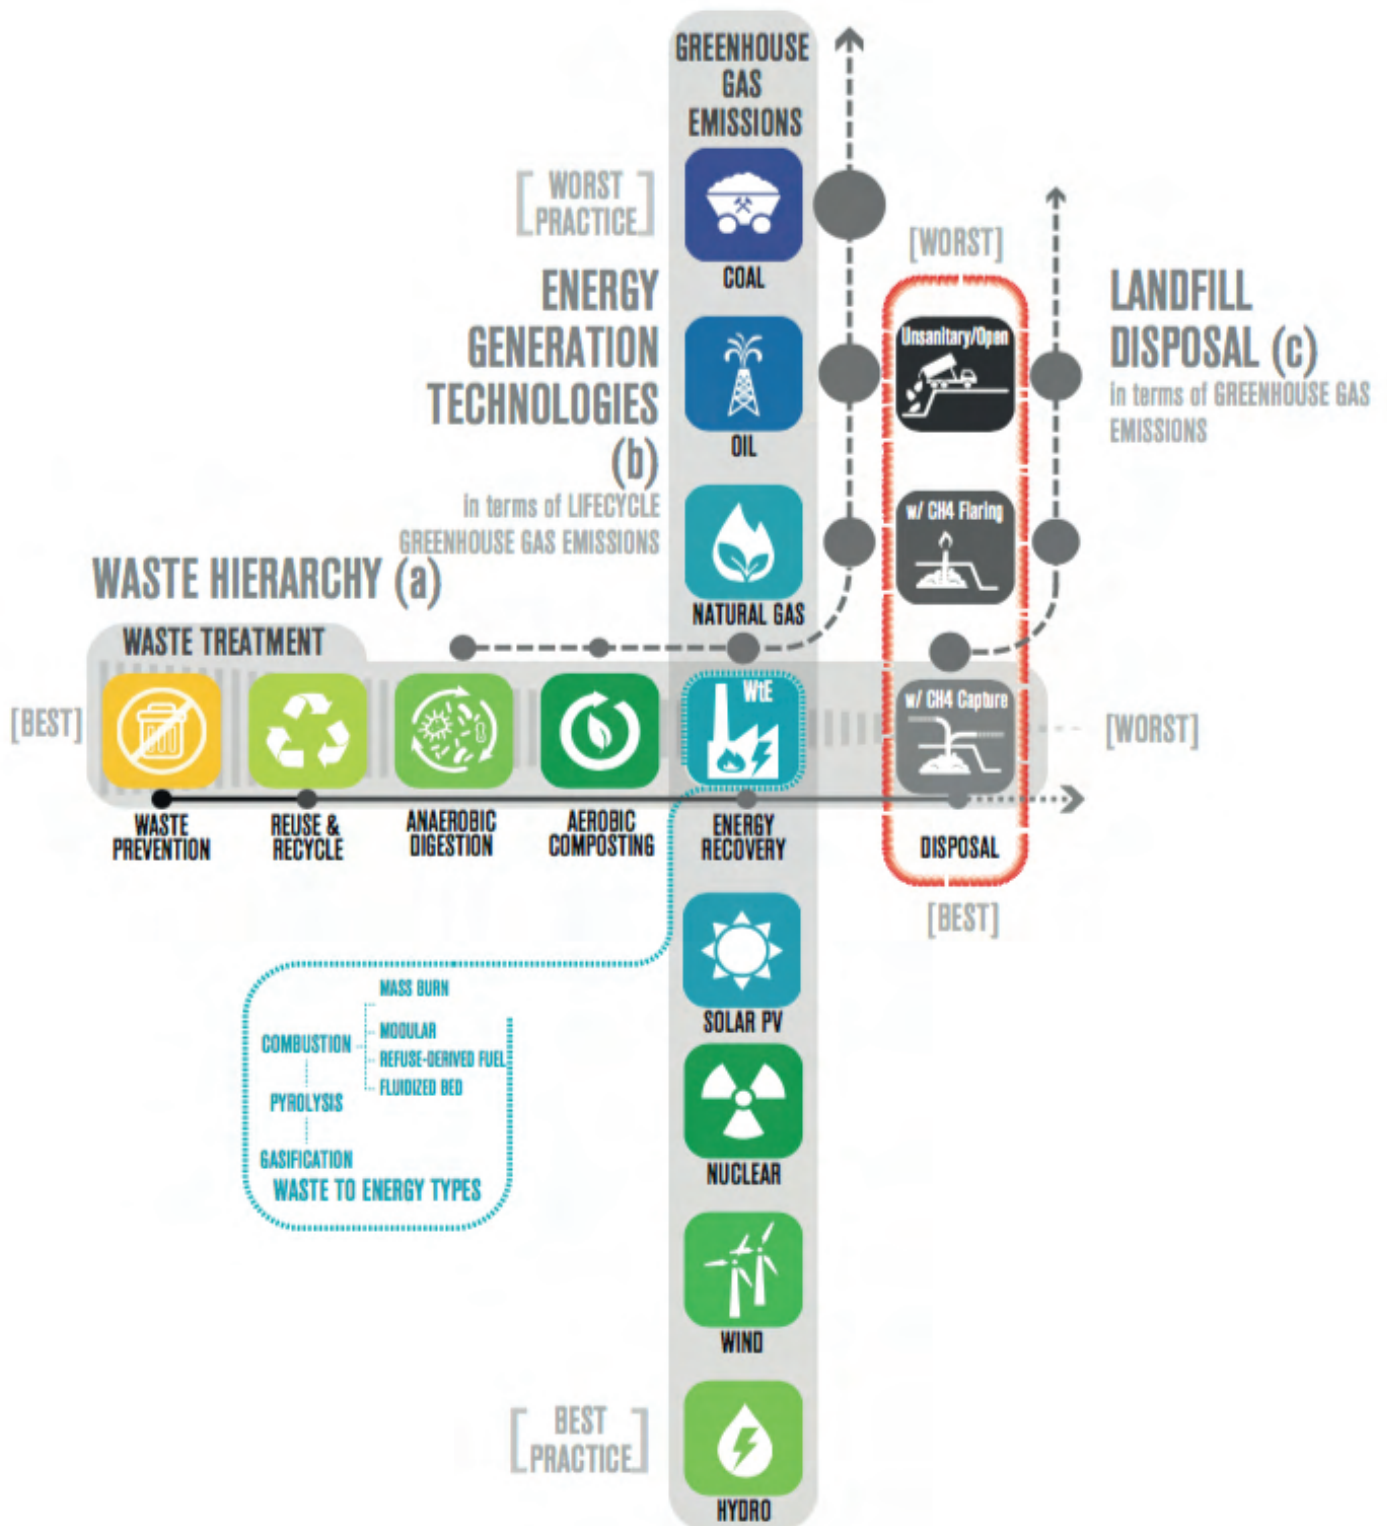 GREENHOUSE
GAS
EMISSIONS
[WORST
PRACTICE]
COAL
[WORST]
ENERGY
GENERATION
TECHNOLOGIES
(b)
in terms of LIFECYCLE
GREENHOUSE GAS EMISSIONS
LANDFILL
DISPOSAL (c)
in terms of GREENHOUSE GAS
EMISSIONS
Unsanitary/Open
OIL
w/ CH4 Flaring
NATURAL GAS
WASTE HIERARCHY (a)
WASTE TREATMENT
[BEST]
WtE
w/ CH4 Capture
[WORST]
WASTE
PREVENTION
REUSE &
RECYCLE
ANAEROBIC
DIGESTION
AEROBIC
COMPOSTING
ENERGY
RECOVERY
DISPOSAL
[BEST]
SOLAR PV
MASS BURN
COMBUSTION
MODULAR
REFUSE-DERIVED FUEL
FLUIDIZED BED
PYROLYSIS
GASIFICATION
WASTE TO ENERGY TYPES
NUCLEAR
WIND
[BEST
PRACTICE]
HYDRO